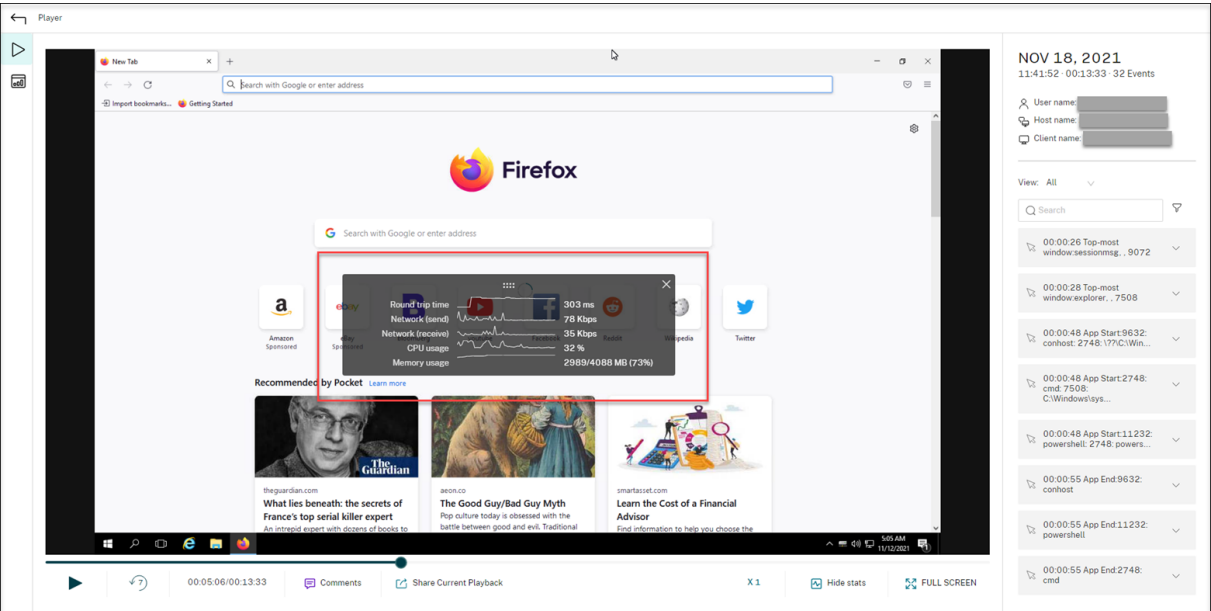 Player
New Tab
Search with Google or enter address
Import bookmarks... Getting Started
Firefox
Search with Google or enter address
Round trip time 303 ms
Network (send) 78 Kbps
Network (receive) 35 Kbps
CPU usage 32 %
Memory usage 2989/4088 MB (73%)
Amazon
Sponsored
ebay
eBay
Facebook
Reddit
Wikipedia
Twitter
Recommended by Pocket Learn more
The
Guardian
theguardian.com
What lies beneath: the secrets of
France's top serial killer expert
An intrepid expert with dozens of books to
aeon.co
The Good Guy/Bad Guy Myth
Pop culture today is obsessed with the
battle between good and evil. Traditional
smartasset.com
Learn the Cost of a Financial
Advisor
Find information to help you choose the
5:05 AM
11/12/2021
00:05:06/00:13:33
Comments
Share Current Playback
X 1
Hide stats
FULL SCREEN
NOV 18, 2021
11:41:52 · 00:13:33 · 32 Events
User name:
Host name:
Client name:
View: All
Search
00:00:26 Top-most
window:sessionmsg, , 9072
00:00:28 Top-most
window:explorer, , 7508
00:00:48 App Start:9632:
conhost: 2748: \??\C:\Win...
00:00:48 App Start:2748:
cmd: 7508:
C:\Windows\sys...
00:00:48 App Start:11232:
powershell: 2748: powers...
00:00:55 App End:9632:
conhost
00:00:55 App End:11232:
powershell
00:00:55 App End:2748:
cmd